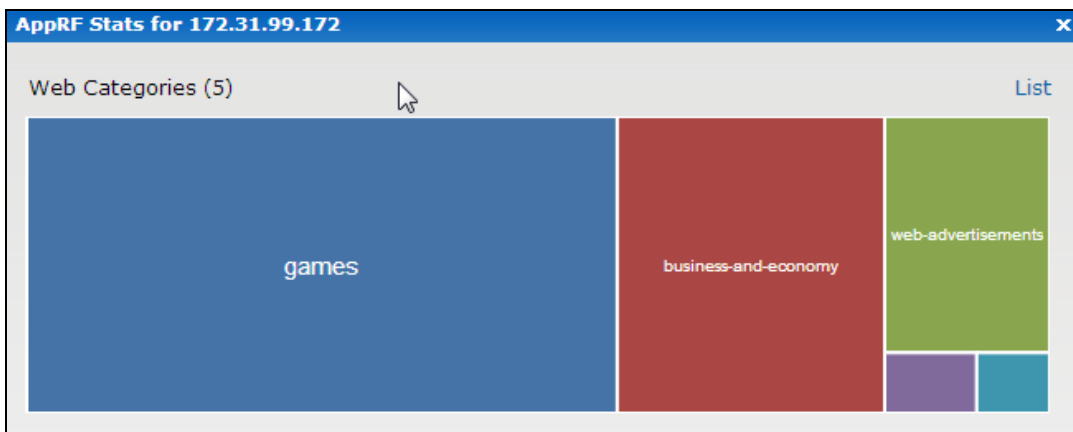 AppRF Stats for 172.31.99.172 x
Web Categories (5) List
games
business-and-economy
web-advertisements